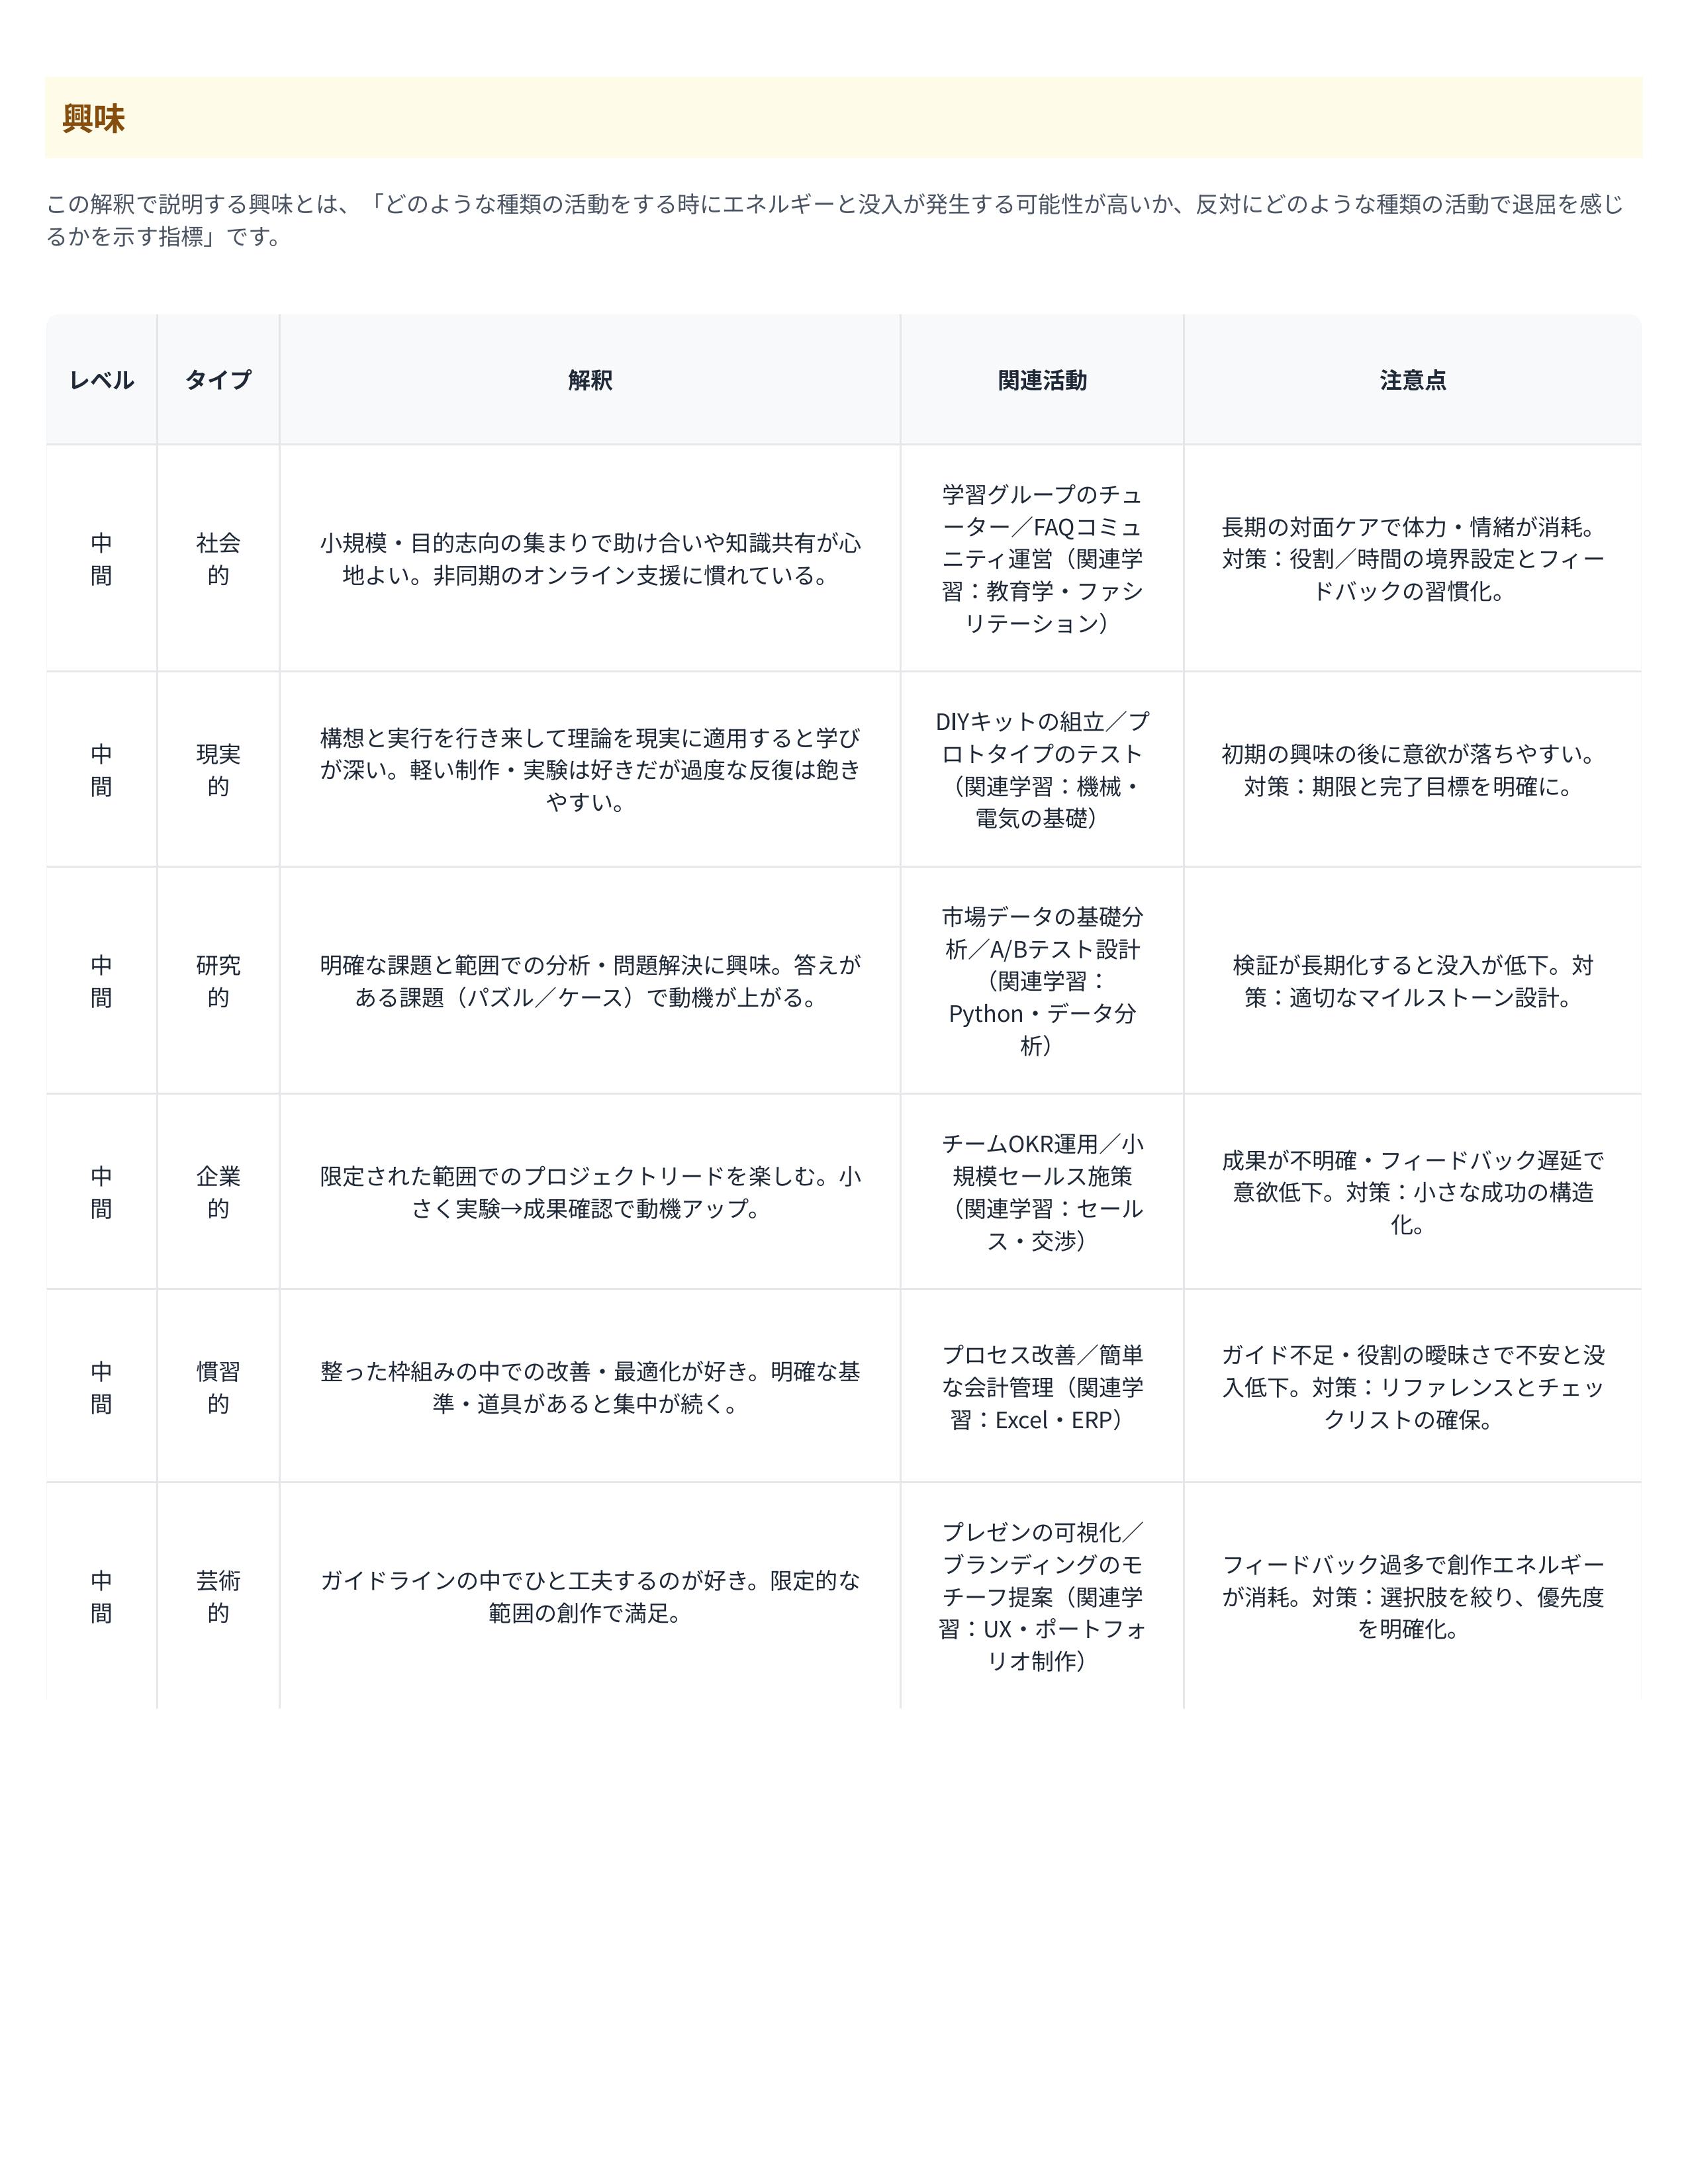 興味
この解釈で説明する興味とは、「どのような種類の活動をする時にエネルギーと没入が発生する可能性が高いか、反対にどのような種類の活動で退屈を感じ
るかを示す指標」です。
レベル
タイプ
解釈
関連活動
注意点
中
間
社会
的
小規模・目的志向の集まりで助け合いや知識共有が心
地よい。非同期のオンライン支援に慣れている。
学習グループのチュ
ーター／FAQコミュ
ニティ運営（関連学
習：教育学・ファシ
リテーション）
長期の対面ケアで体力・情緒が消耗。
対策：役割／時間の境界設定とフィー
ドバックの習慣化。
中
間
現実
的
構想と実行を行き来して理論を現実に適用すると学び
が深い。軽い制作・実験は好きだが過度な反復は飽き
やすい。
DIYキットの組立／プ
ロトタイプのテスト
（関連学習：機械・
電気の基礎）
初期の興味の後に意欲が落ちやすい。
対策：期限と完了目標を明確に。
中
間
研究
的
明確な課題と範囲での分析・問題解決に興味。答えが
ある課題（パズル／ケース）で動機が上がる。
市場データの基礎分
析／A/Bテスト設計
（関連学習：
Python・データ分
析）
検証が長期化すると没入が低下。対
策：適切なマイルストーン設計。
中
間
企業
的
限定された範囲でのプロジェクトリードを楽しむ。小
さく実験→成果確認で動機アップ。
チームOKR運用／小
規模セールス施策
（関連学習：セール
ス・交渉）
成果が不明確・フィードバック遅延で
意欲低下。対策：小さな成功の構造
化。
中
間
慣習
的
整った枠組みの中での改善・最適化が好き。明確な基
準・道具があると集中が続く。
プロセス改善／簡単
な会計管理（関連学
習：Excel・ERP）
ガイド不足・役割の曖昧さで不安と没
入低下。対策：リファレンスとチェッ
クリストの確保。
中
間
芸術
的
ガイドラインの中でひと工夫するのが好き。限定的な
範囲の創作で満足。
プレゼンの可視化／
ブランディングのモ
チーフ提案（関連学
習：UX・ポートフォ
リオ制作）
フィードバック過多で創作エネルギー
が消耗。対策：選択肢を絞り、優先度
を明確化。